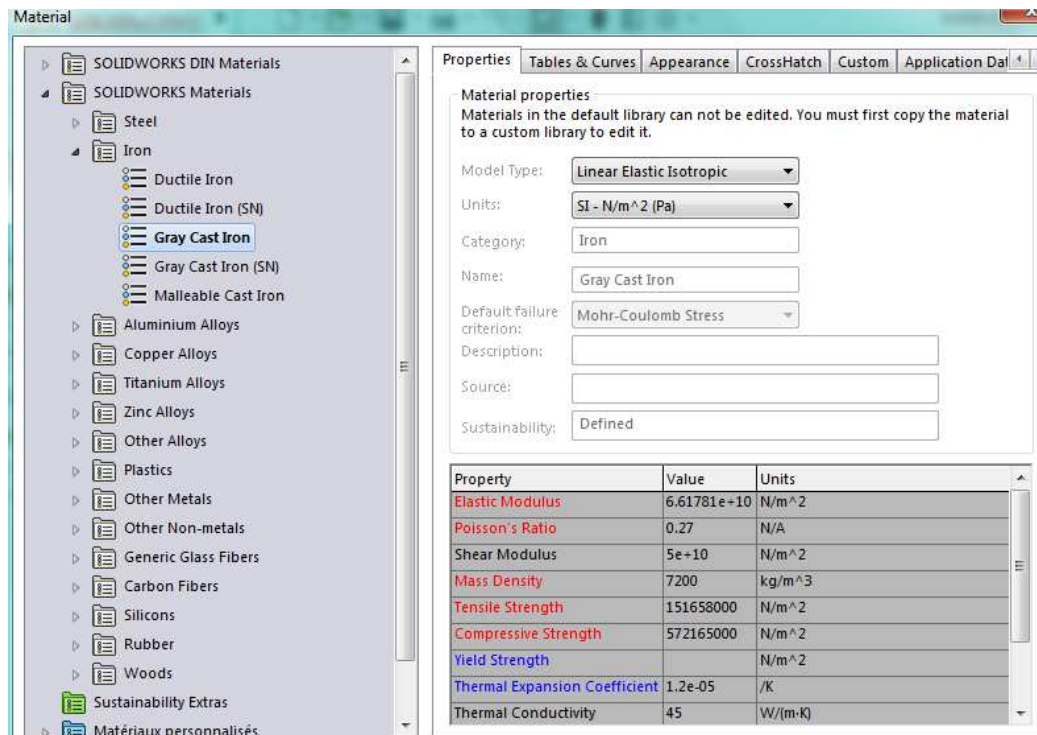 Material
SOLIDWORKS DIN Materials
SOLIDWORKS Materials
Steel
Iron
Ductile Iron
Ductile Iron (SN)
Gray Cast Iron
Gray Cast Iron (SN)
Malleable Cast Iron
Aluminium Alloys
Copper Alloys
Titanium Alloys
Zinc Alloys
Other Alloys
Plastics
Other Metals
Other Non-metals
Generic Glass Fibers
Carbon Fibers
Silicons
Rubber
Woods
Sustainability Extras
Matériaux personnalisés
Properties Tables & Curves Appearance CrossHatch Custom Application Dat
Material properties
Materials in the default library can not be edited. You must first copy the material
to a custom library to edit it.
Model Type: Linear Elastic Isotropic
Units: SI - N/m^2 (Pa)
Category: Iron
Name: Gray Cast Iron
Default failure
criterion: Mohr-Coulomb Stress
Description:
Source:
Sustainability: Defined
Property Value Units
Elastic Modulus 6.61781e+10 N/m^2
Poisson's Ratio 0.27 N/A
Shear Modulus 5e+10 N/m^2
Mass Density 7200 kg/m^3
Tensile Strength 151658000 N/m^2
Compressive Strength 572165000 N/m^2
Yield Strength N/m^2
Thermal Expansion Coefficient 1.2e-05 /K
Thermal Conductivity 45 W/(m·K)